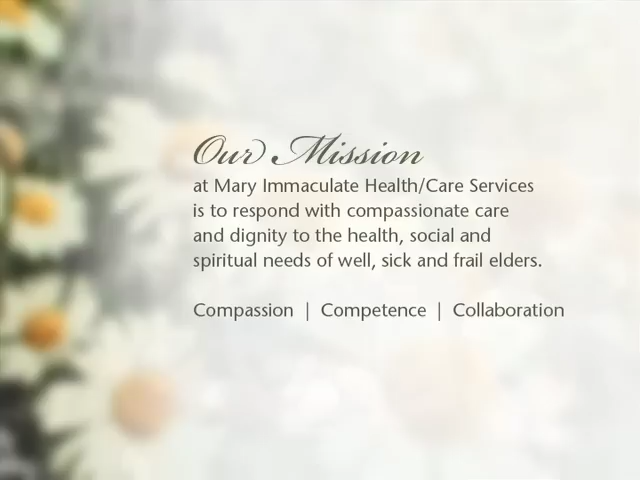 Our Mission
at Mary Immaculate Health/Care Services
is to respond with compassionate care
and dignity to the health, social and
spiritual needs of well, sick and frail elders.
Compassion | Competence | Collaboration